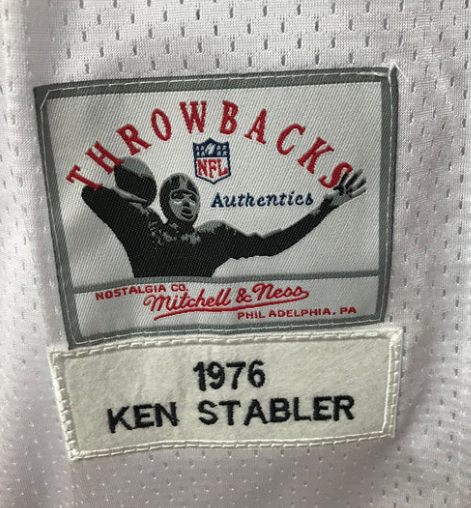 THROWBACKS
NFL
Authentics
NOSTALGIA CO.
Mitchell & Ness
PHILADELPHIA, PA
1976
KEN STABLER